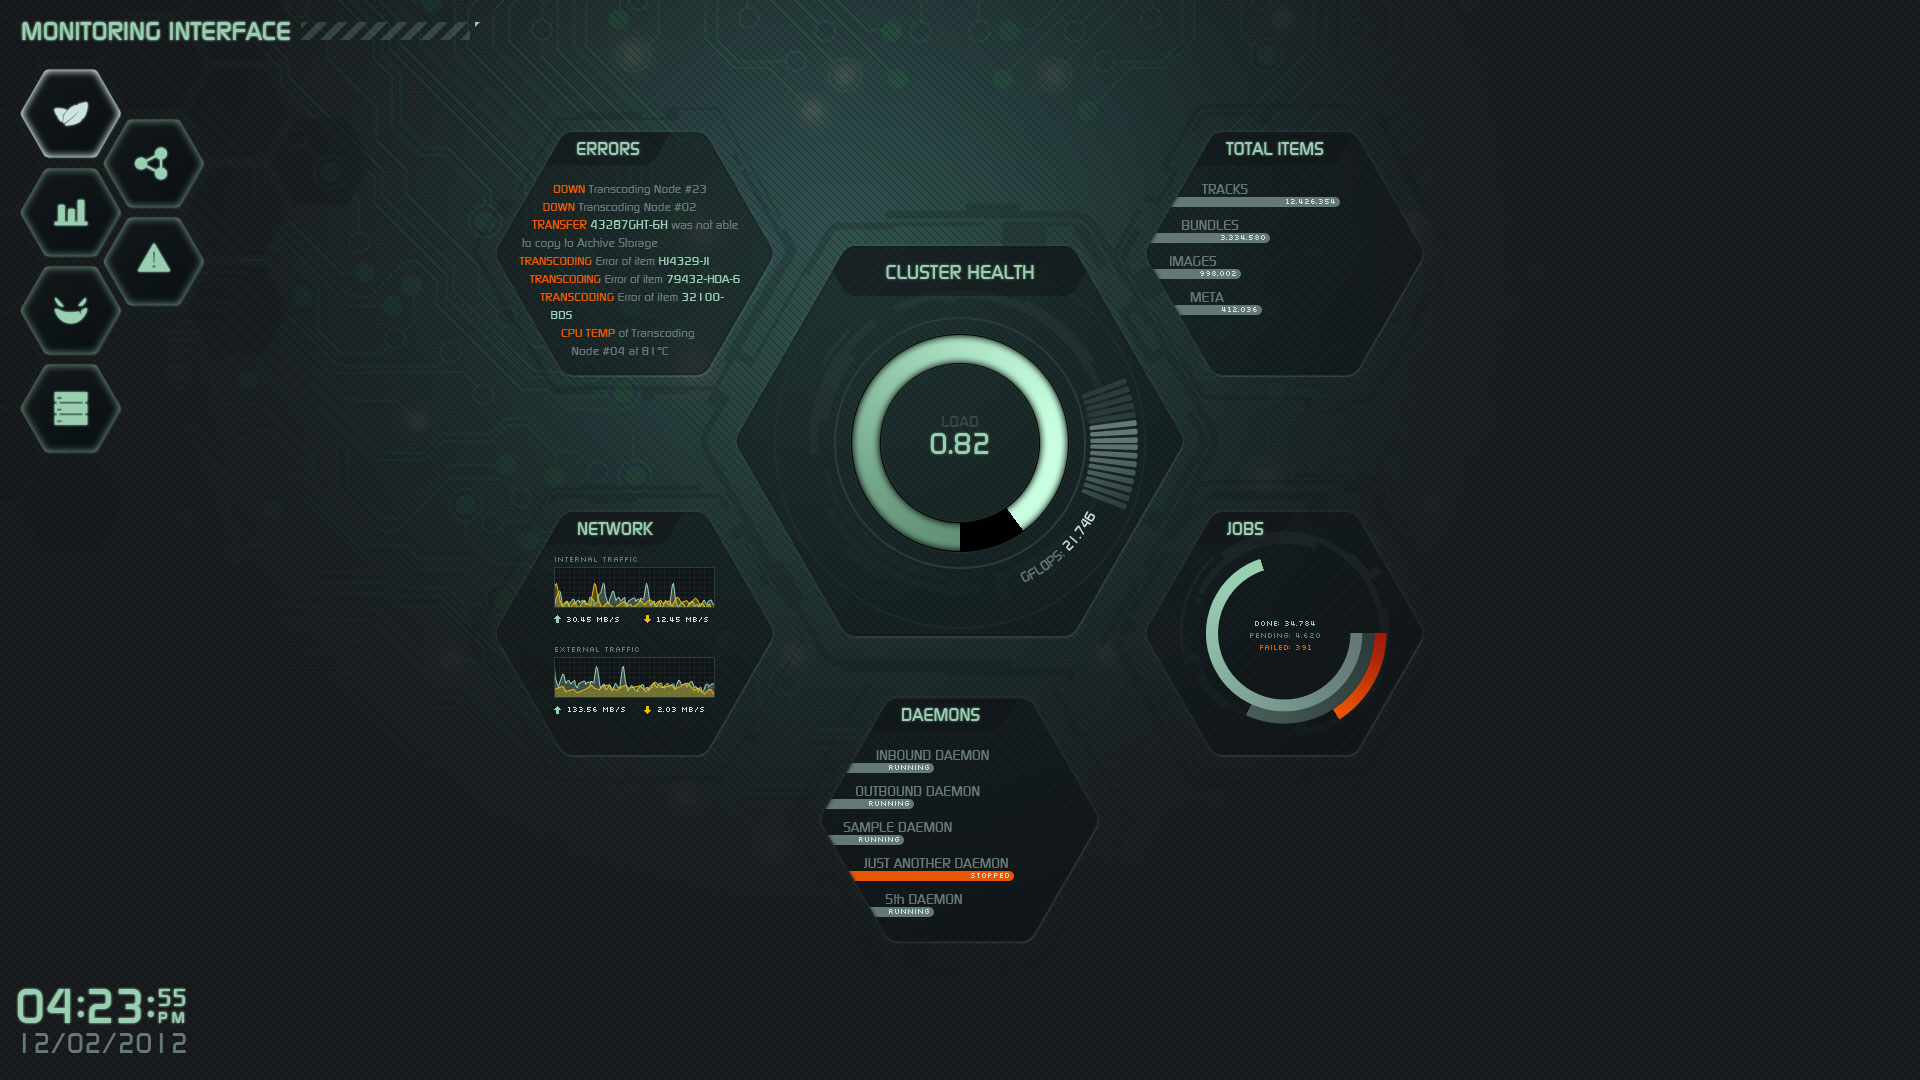 MONITORING INTERFACE
ERRORS
DOWN Transcoding Node #23
DOWN Transcoding Node #02
TRANSFER 43287GHT-6H was not able
to copy to Archive Storage
TRANSCODING Error of item HJ4329-JI
TRANSCODING Error of item 79432-HDA-6
TRANSCODING Error of item 32100-
BDS
CPU TEMP of Transcoding
Node #04 at 81°C
TOTAL ITEMS
TRACKS
12.426.354
BUNDLES
3.334.580
IMAGES
998.002
META
412.036
CLUSTER HEALTH
LOAD
0.82
GFLOPS: 21.746
NETWORK
INTERNAL TRAFFIC
30.45 MB/S 12.45 MB/S
EXTERNAL TRAFFIC
133.56 MB/S 2.03 MB/S
JOBS
DONE: 34.784
PENDING: 4.620
FAILED: 391
DAEMONS
INBOUND DAEMON
RUNNING
OUTBOUND DAEMON
RUNNING
SAMPLE DAEMON
RUNNING
JUST ANOTHER DAEMON
STOPPED
5th DAEMON
RUNNING
04:23:55 PM
12/02/2012